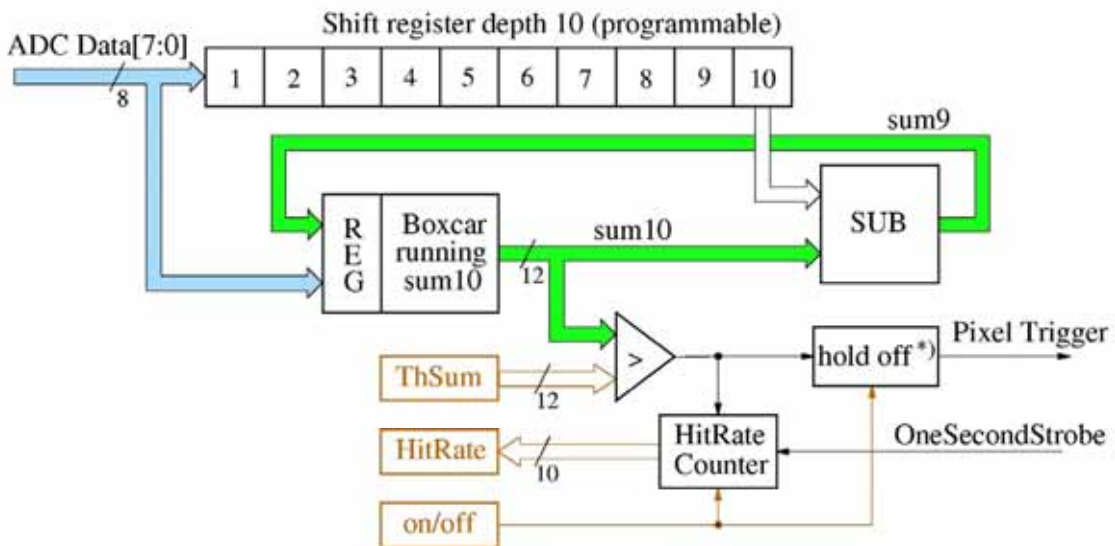 Shift register depth 10 (programmable)
ADC Data[7:0]
8
1 2 3 4 5 6 7 8 9 10
sum9
REG
Boxcar
running
sum10
12
sum10
SUB
>
ThSum
12
hold off *)
Pixel Trigger
HitRate
10
HitRate
Counter
OneSecondStrobe
on/off